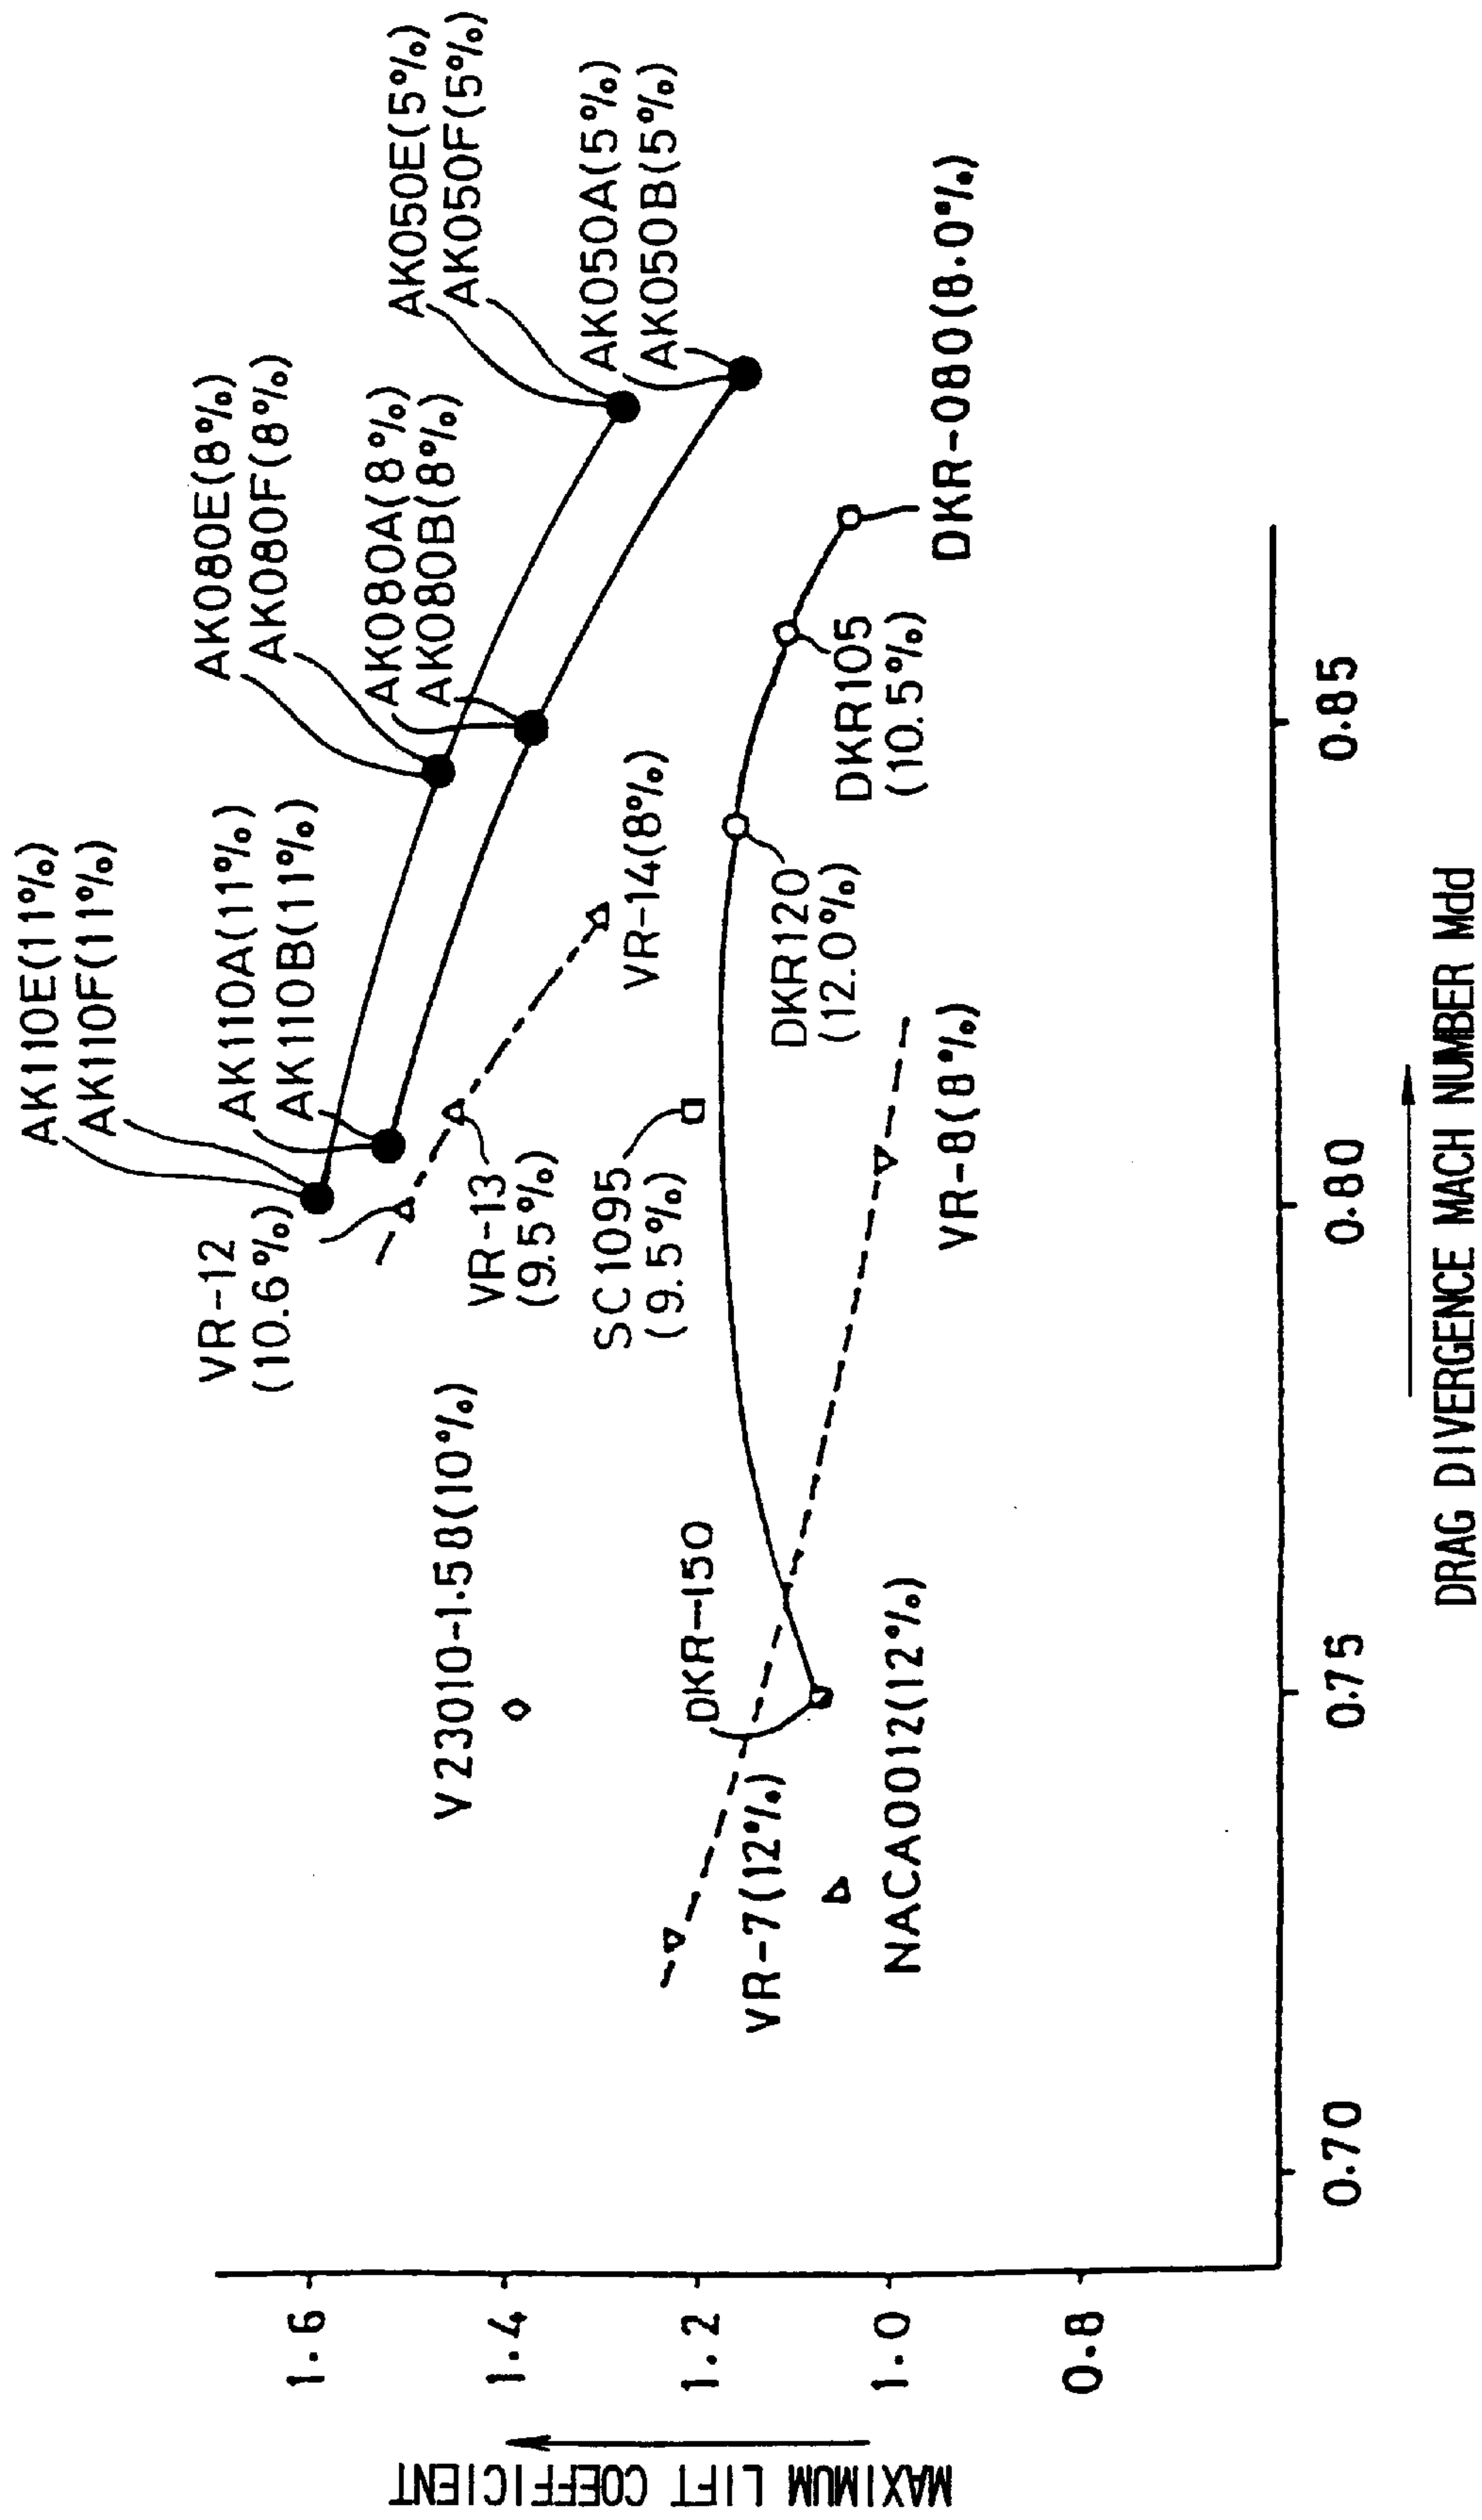 AK110E(11%)
AK110F(11%)
AK110A(11%)
AK110B(11%)
AK080E(8%)
AK080F(8%)
AK080A(8%)
AK080B(8%)
AK050E(5%)
AK050F(5%)
AK050A(5%)
AK050B(5%)
VR-12
(10.6%)
VR-13
(9.5%)
VR-14(8%)
V23010-1.58(10%)
SC1095
(9.5%)
DKR-150
VR-7(12%)
NACA0012(12%)
DKR120
(12.0%)
DKR105
(10.5%)
DKR-080(8.0%)
VR-8(8%)
1.6
1.4
1.2
1.0
0.8
MAXIMUM LIFT COEFFICIENT
0.70
0.75
0.80
0.85
DRAG DIVERGENCE MACH NUMBER Mdd